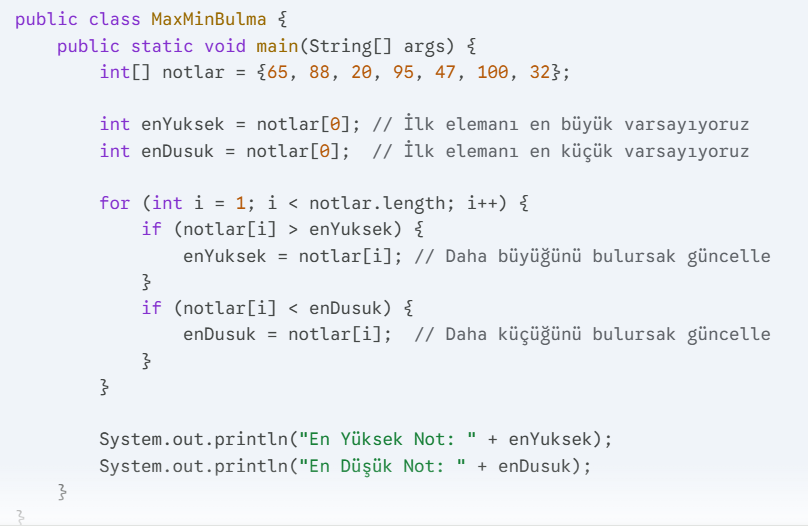 public class MaxMinBulma {
    public static void main(String[] args) {
        int[] notlar = {65, 88, 20, 95, 47, 100, 32};

        int enYuksek = notlar[0]; // İlk elemanı en büyük varsayıyoruz
        int enDusuk = notlar[0];  // İlk elemanı en küçük varsayıyoruz

        for (int i = 1; i < notlar.length; i++) {
            if (notlar[i] > enYuksek) {
                enYuksek = notlar[i]; // Daha büyüğünü bulursak güncelle
            }
            if (notlar[i] < enDusuk) {
                enDusuk = notlar[i];  // Daha küçüğünü bulursak güncelle
            }
        }

        System.out.println("En Yüksek Not: " + enYuksek);
        System.out.println("En Düşük Not: " + enDusuk);
    }
}